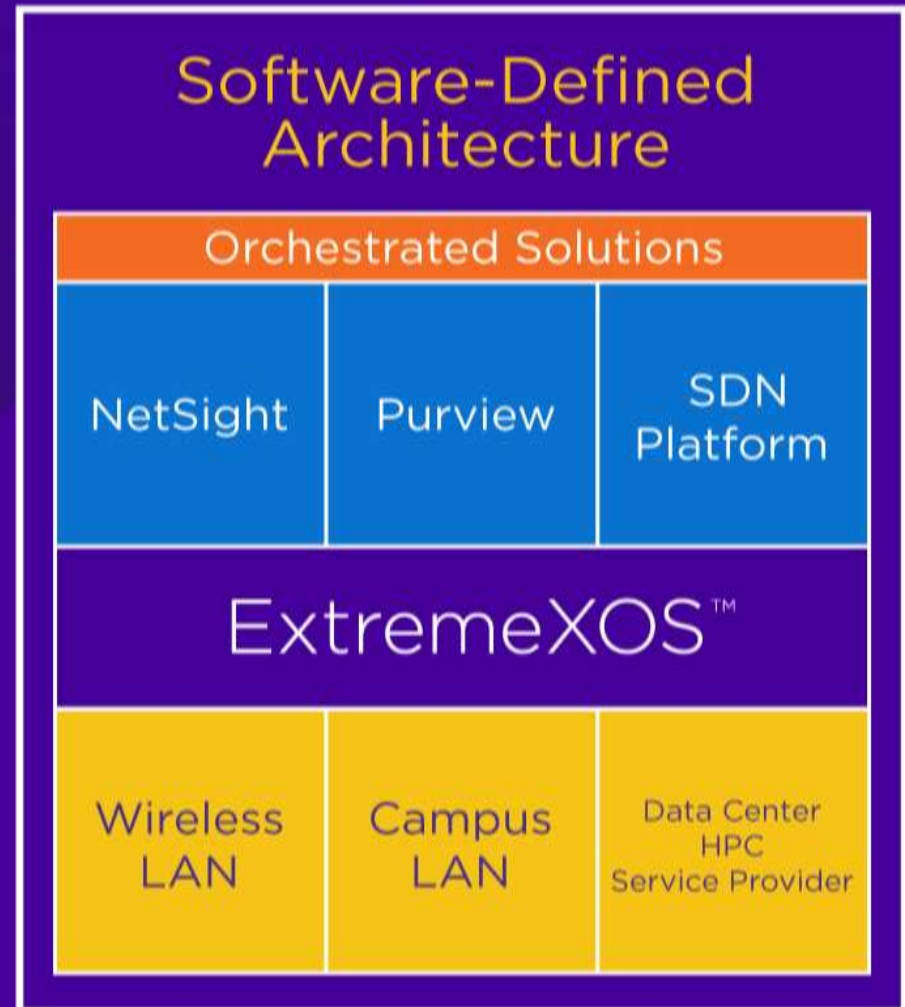 Software-Defined
Architecture
Orchestrated Solutions
NetSight
Purview
SDN
Platform
ExtremeXOS™
Wireless
LAN
Campus
LAN
Data Center
HPC
Service Provider